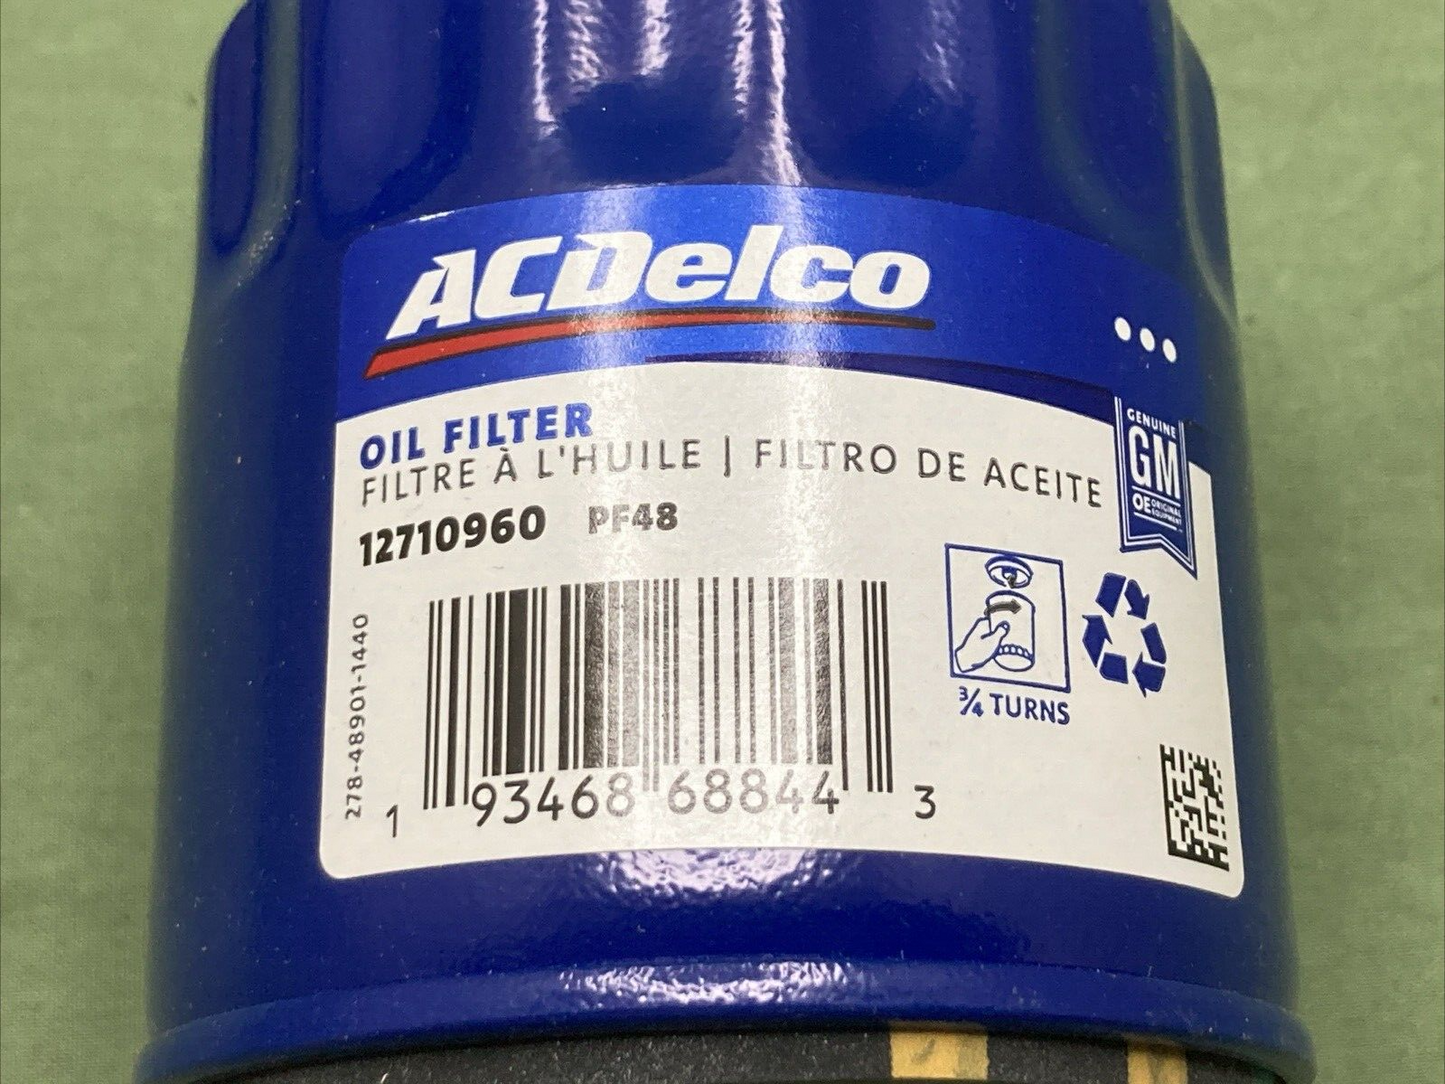 ACDelco
OIL FILTER
FILTRE À L'HUILE | FILTRO DE ACEITE
12710960 PF48
GENUINE
GM
OE ORIGINAL EQUIPMENT
¾ TURNS
278-48901-1440
1 93468 68844 3